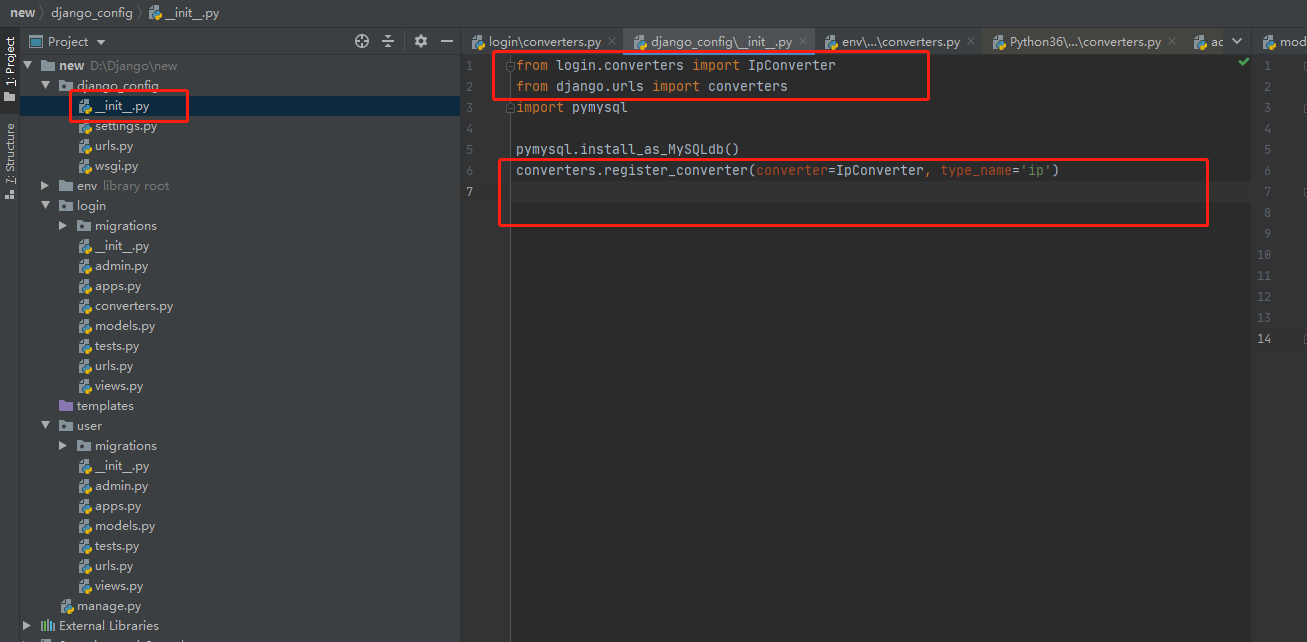 new django_config __init__.py
Project
login\converters.py django_config\__init__.py env\...\converters.py Python36\...\converters.py ac mod
1: Project
7: Structure
new D:\Django\new
django_config
__init__.py
settings.py
urls.py
wsgi.py
env library root
login
migrations
__init__.py
admin.py
apps.py
converters.py
models.py
tests.py
urls.py
views.py
templates
user
migrations
__init__.py
admin.py
apps.py
models.py
tests.py
urls.py
views.py
manage.py
External Libraries
1 from login.converters import IpConverter
2 from django.urls import converters
3 import pymysql
4
5 pymysql.install_as_MySQLdb()
6 converters.register_converter(converter=IpConverter, type_name='ip')
7
1
2
3
4
5
6
7
8
9
10
11
12
13
14